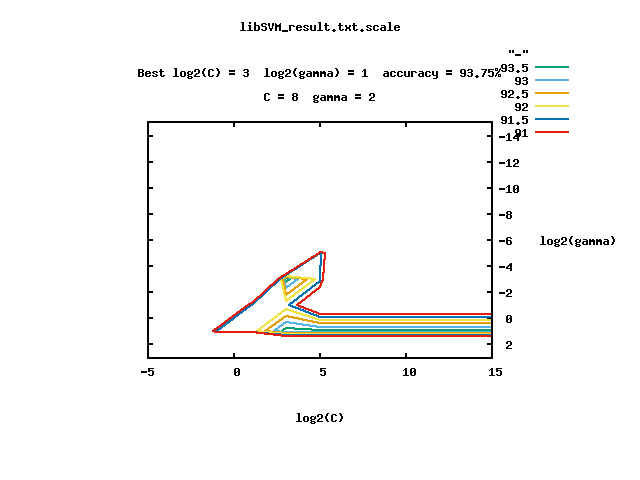 libSVM_result.txt.scale
"-"
Best log2(C) = 3  log2(gamma) = 1  accuracy = 93.75%
93.5
93
92.5
C = 8  gamma = 2
92
91.5
91
-14
-12
-10
-8
-6
log2(gamma)
-4
-2
0
2
-5 0 5 10 15
log2(C)